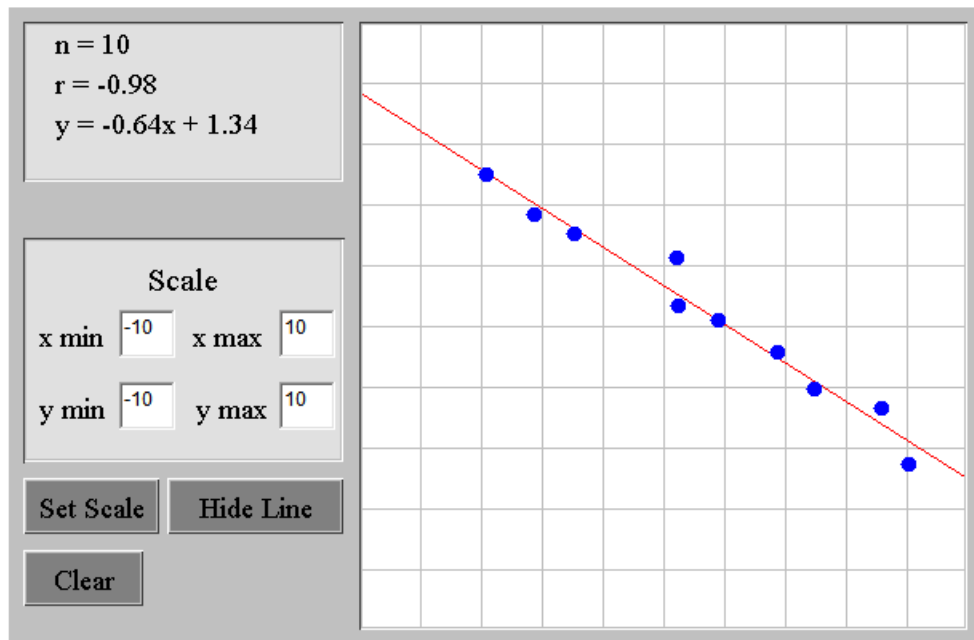 n = 10
r = -0.98
y = -0.64x + 1.34
Scale
x min -10 x max 10
y min -10 y max 10
Set Scale Hide Line
Clear